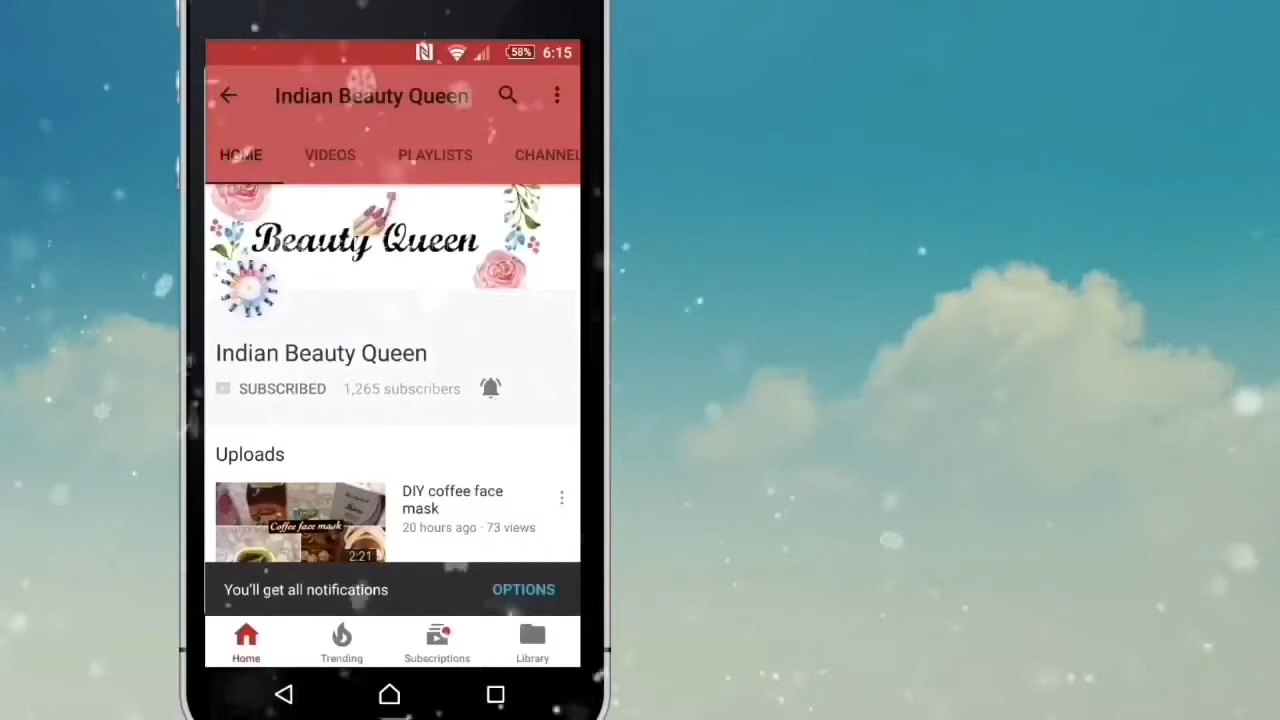 58% 6:15
Indian Beauty Queen
HOME VIDEOS PLAYLISTS CHANNEL
Beauty Queen
Indian Beauty Queen
SUBSCRIBED 1,265 subscribers
Uploads
DIY coffee face
mask
20 hours ago · 73 views
Coffee face mask
2:21
You'll get all notifications OPTIONS
Home Trending Subscriptions Library